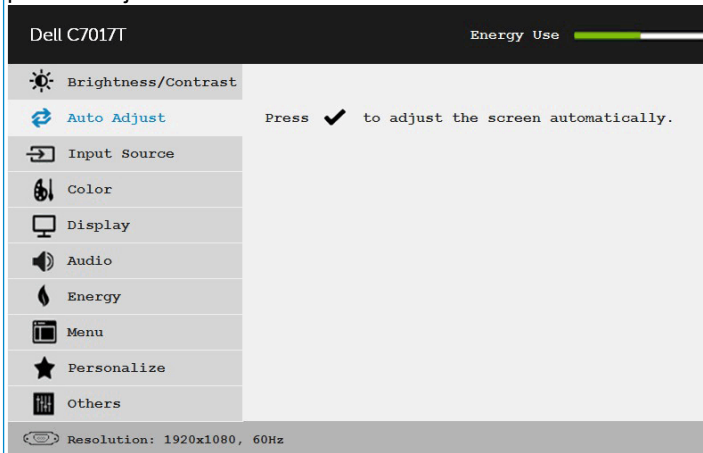 Dell C7017T
Energy Use
Brightness/Contrast
Auto Adjust
Press ✔ to adjust the screen automatically.
Input Source
Color
Display
Audio
Energy
Menu
Personalize
Others
Resolution: 1920x1080, 60Hz